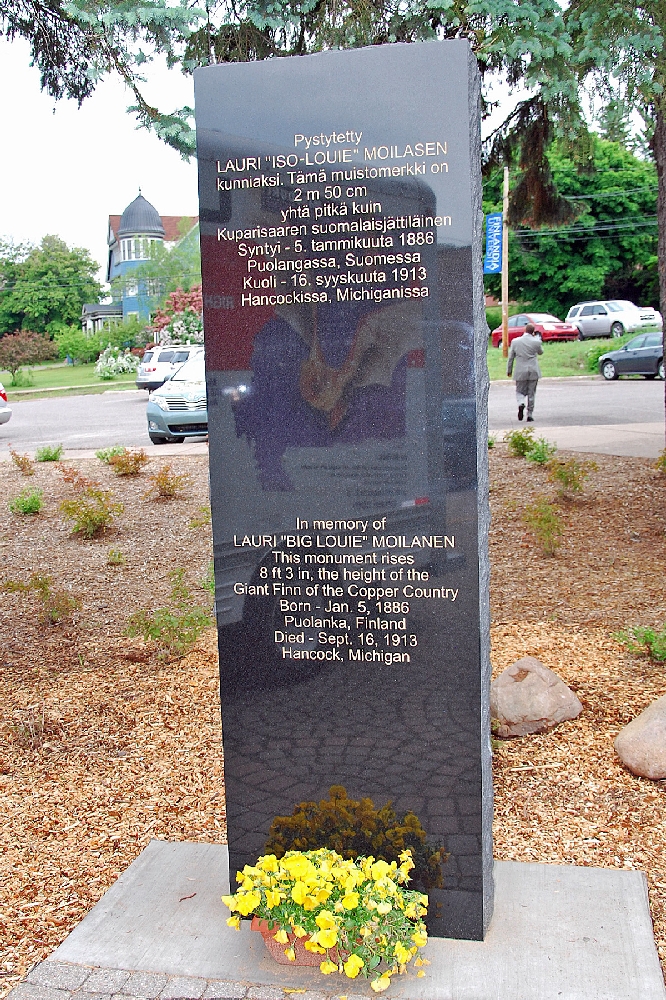 Pystytetty
LAURI "ISO-LOUIE" MOILASEN
kunniaksi. Tämä muistomerkki on
2 m 50 cm
yhtä pitkä kuin
Kuparisaaren suomalaisjättiläinen
Syntyi - 5. tammikuuta 1886
Puolangassa, Suomessa
Kuoli - 16. syyskuuta 1913
Hancockissa, Michiganissa
In memory of
LAURI "BIG LOUIE" MOILANEN
This monument rises
8 ft 3 in, the height of the
Giant Finn of the Copper Country
Born - Jan. 5, 1886
Puolanka, Finland
Died - Sept. 16, 1913
Hancock, Michigan
FINLANDIA
UNIVERSITY